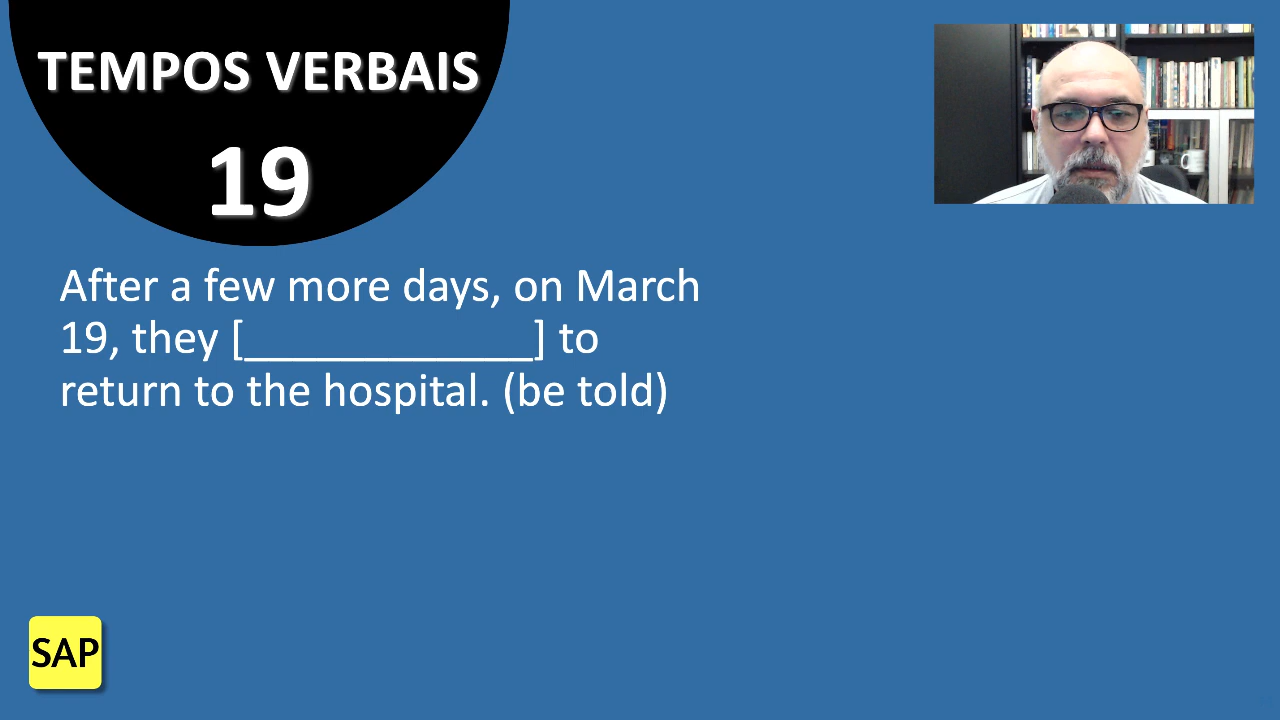 TEMPOS VERBAIS
19
After a few more days, on March
19, they [_____________] to
return to the hospital. (be told)
SAP